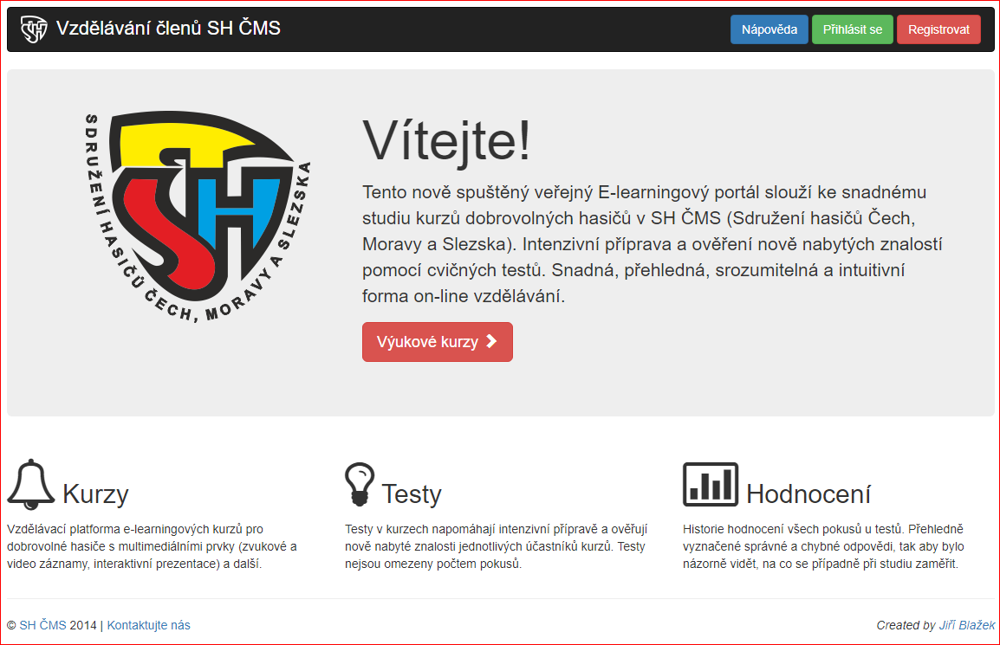 Vzdělávání členů SH ČMS
Nápověda Přihlásit se Registrovat
SDRUŽENÍ HASIČŮ ČECH, MORAVY A SLEZSKA
SH
Vítejte!
Tento nově spuštěný veřejný E-learningový portál slouží ke snadnému
studiu kurzů dobrovolných hasičů v SH ČMS (Sdružení hasičů Čech,
Moravy a Slezska). Intenzivní příprava a ověření nově nabytých znalostí
pomocí cvičných testů. Snadná, přehledná, srozumitelná a intuitivní
forma on-line vzdělávání.
Výukové kurzy
Kurzy
Vzdělávací platforma e-learningových kurzů pro
dobrovolné hasiče s multimediálními prvky (zvukové a
video záznamy, interaktivní prezentace) a další.
Testy
Testy v kurzech napomáhají intenzivní přípravě a ověřují
nově nabyté znalosti jednotlivých účastníků kurzů. Testy
nejsou omezeny počtem pokusů.
Hodnocení
Historie hodnocení všech pokusů u testů. Přehledně
vyznačené správné a chybné odpovědi, tak aby bylo
názorně vidět, na co se případně při studiu zaměřit.
© SH ČMS 2014 | Kontaktujte nás
Created by Jiří Blažek